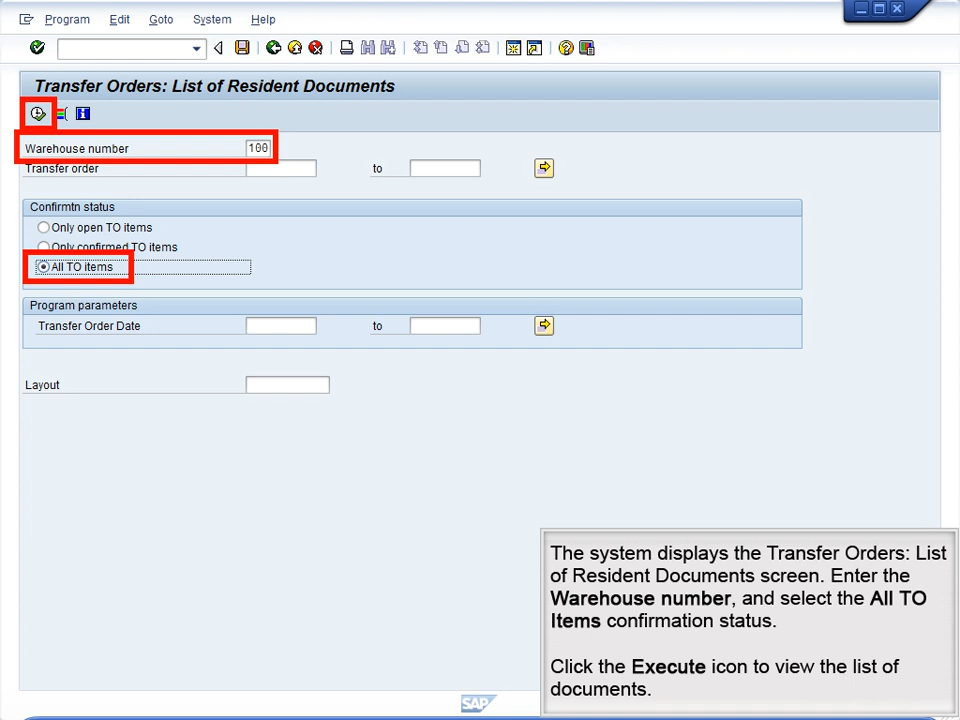 Program Edit Goto System Help
Transfer Orders: List of Resident Documents
Warehouse number 100
Transfer order to
Confirmtn status
Only open TO items
Only confirmed TO items
All TO items
Program parameters
Transfer Order Date to
Layout
The system displays the Transfer Orders: List
of Resident Documents screen. Enter the
Warehouse number, and select the All TO
Items confirmation status.
Click the Execute icon to view the list of
documents.
SAP